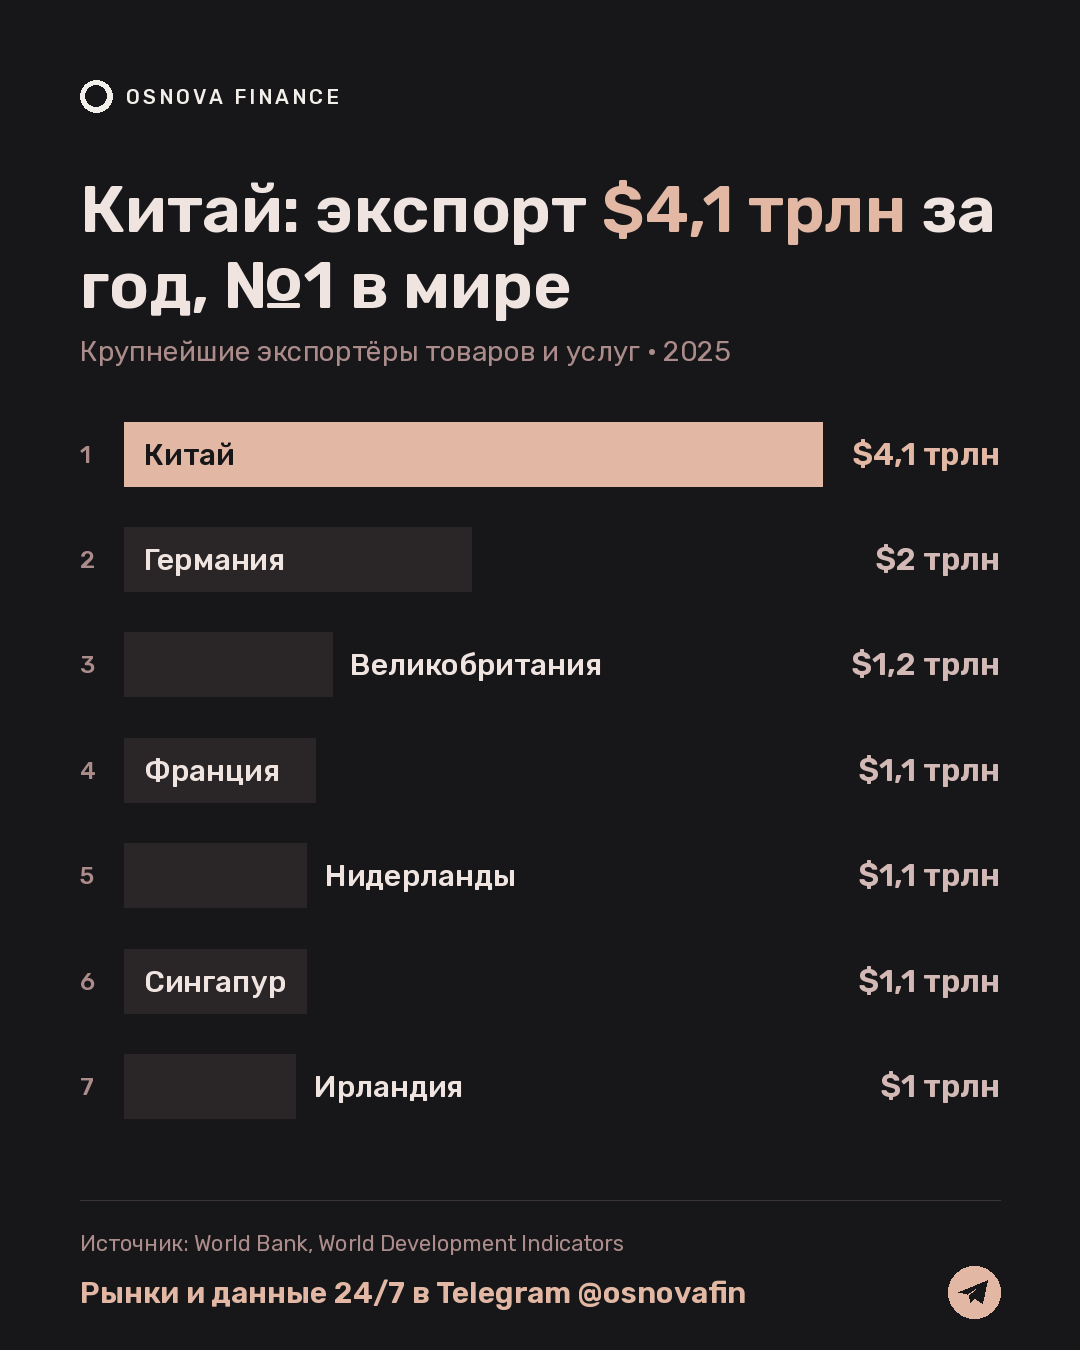 OSNOVA FINANCE
Китай: экспорт $4,1 трлн за
год, №1 в мире
Крупнейшие экспортёры товаров и услуг • 2025
1 Китай $4,1 трлн
2 Германия $2 трлн
3 Великобритания $1,2 трлн
4 Франция $1,1 трлн
5 Нидерланды $1,1 трлн
6 Сингапур $1,1 трлн
7 Ирландия $1 трлн
Источник: World Bank, World Development Indicators
Рынки и данные 24/7 в Telegram @osnovafin